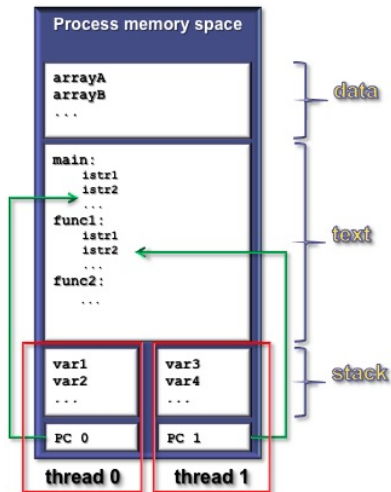 Process memory space
arrayA
arrayB
...
data
main:
istr1
istr2
...
func1:
istr1
istr2
...
func2:
...
text
var1
var2
...
var3
var4
...
stack
PC 0
PC 1
thread 0
thread 1